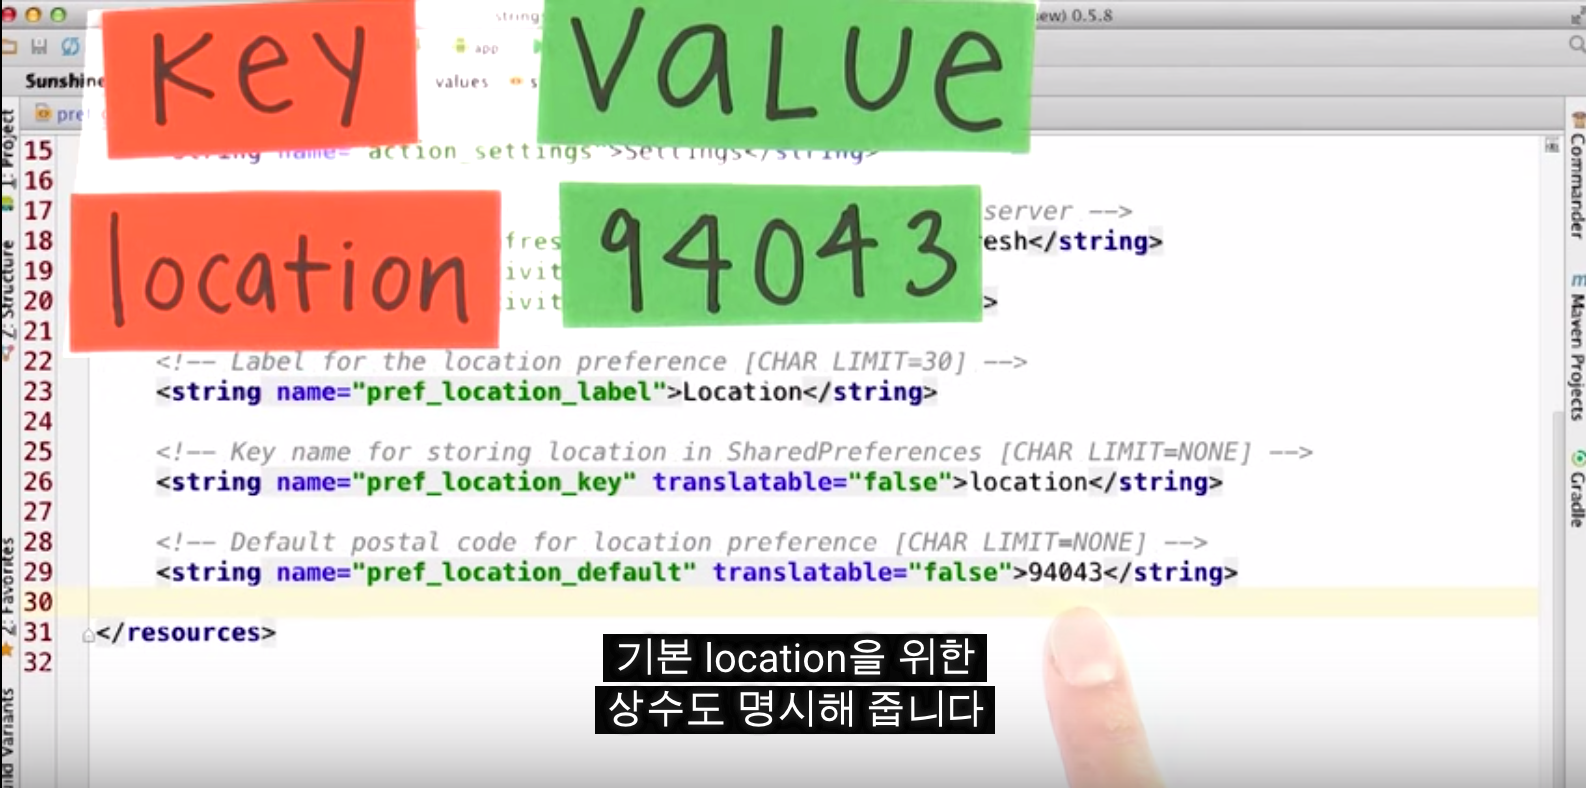 strings
ew) 0.5.8
app
Sunshine
values
Key
Value
15 string name="action_settings">Settings</string>
16
location
94043
17 server -->
18 fres esh</string>
19 ivit
20 ivit >
21
22 <!-- Label for the location preference [CHAR LIMIT=30] -->
23 <string name="pref_location_label">Location</string>
24
25 <!-- Key name for storing location in SharedPreferences [CHAR LIMIT=NONE] -->
26 <string name="pref_location_key" translatable="false">location</string>
27
28 <!-- Default postal code for location preference [CHAR LIMIT=NONE] -->
29 <string name="pref_location_default" translatable="false">94043</string>
30
31 </resources>
32
기본 location을 위한
상수도 명시해 줍니다
1: Project
Z: Structure
2: Favorites
ild Variants
Commander
m Maven Projects
Gradle